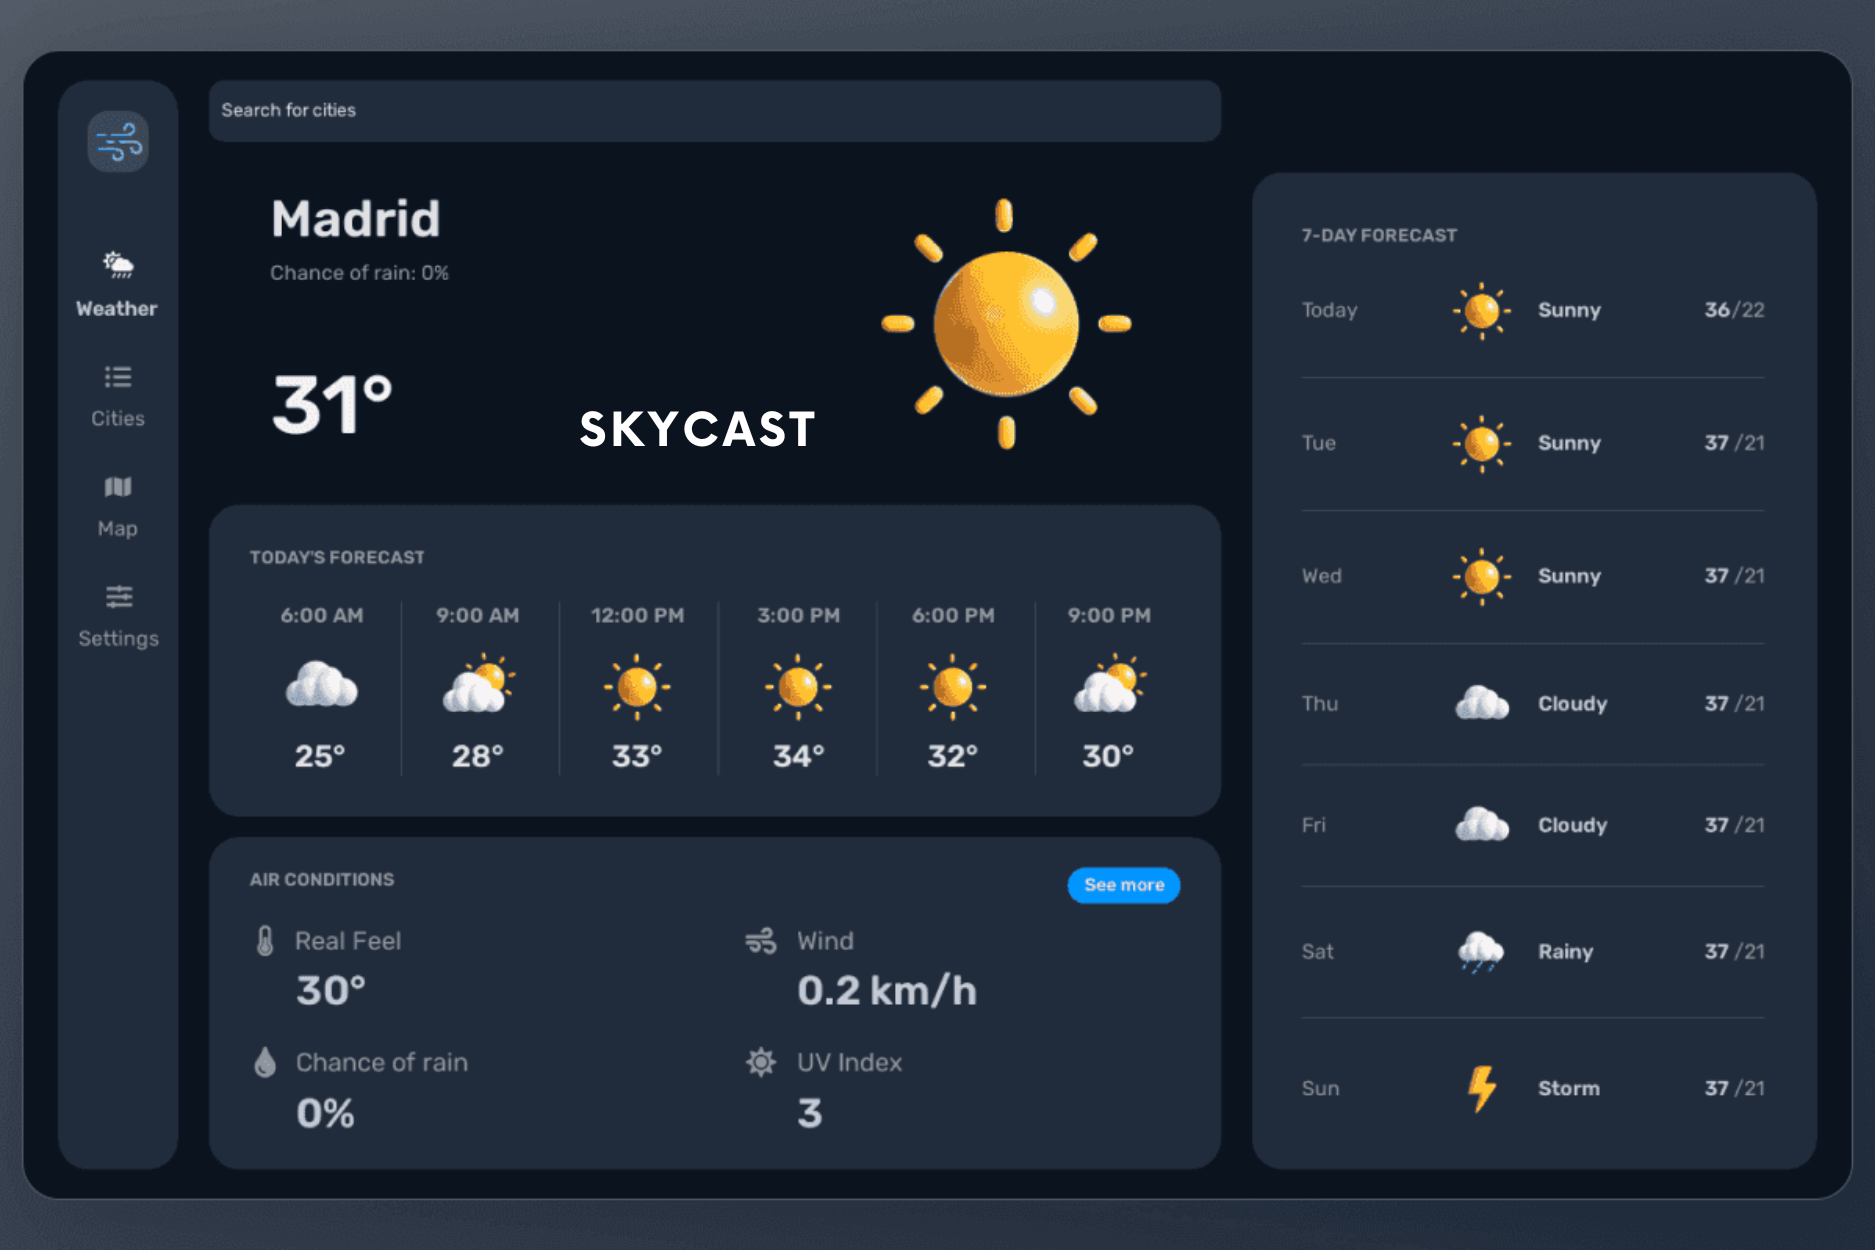 Search for cities
Weather
Cities
Map
Settings
Madrid
Chance of rain: 0%
31°
SKYCAST
TODAY'S FORECAST
6:00 AM 9:00 AM 12:00 PM 3:00 PM 6:00 PM 9:00 PM
25° 28° 33° 34° 32° 30°
AIR CONDITIONS
See more
Real Feel
30°
Wind
0.2 km/h
Chance of rain
0%
UV Index
3
7-DAY FORECAST
Today Sunny 36/22
Tue Sunny 37 /21
Wed Sunny 37 /21
Thu Cloudy 37 /21
Fri Cloudy 37 /21
Sat Rainy 37 /21
Sun Storm 37 /21